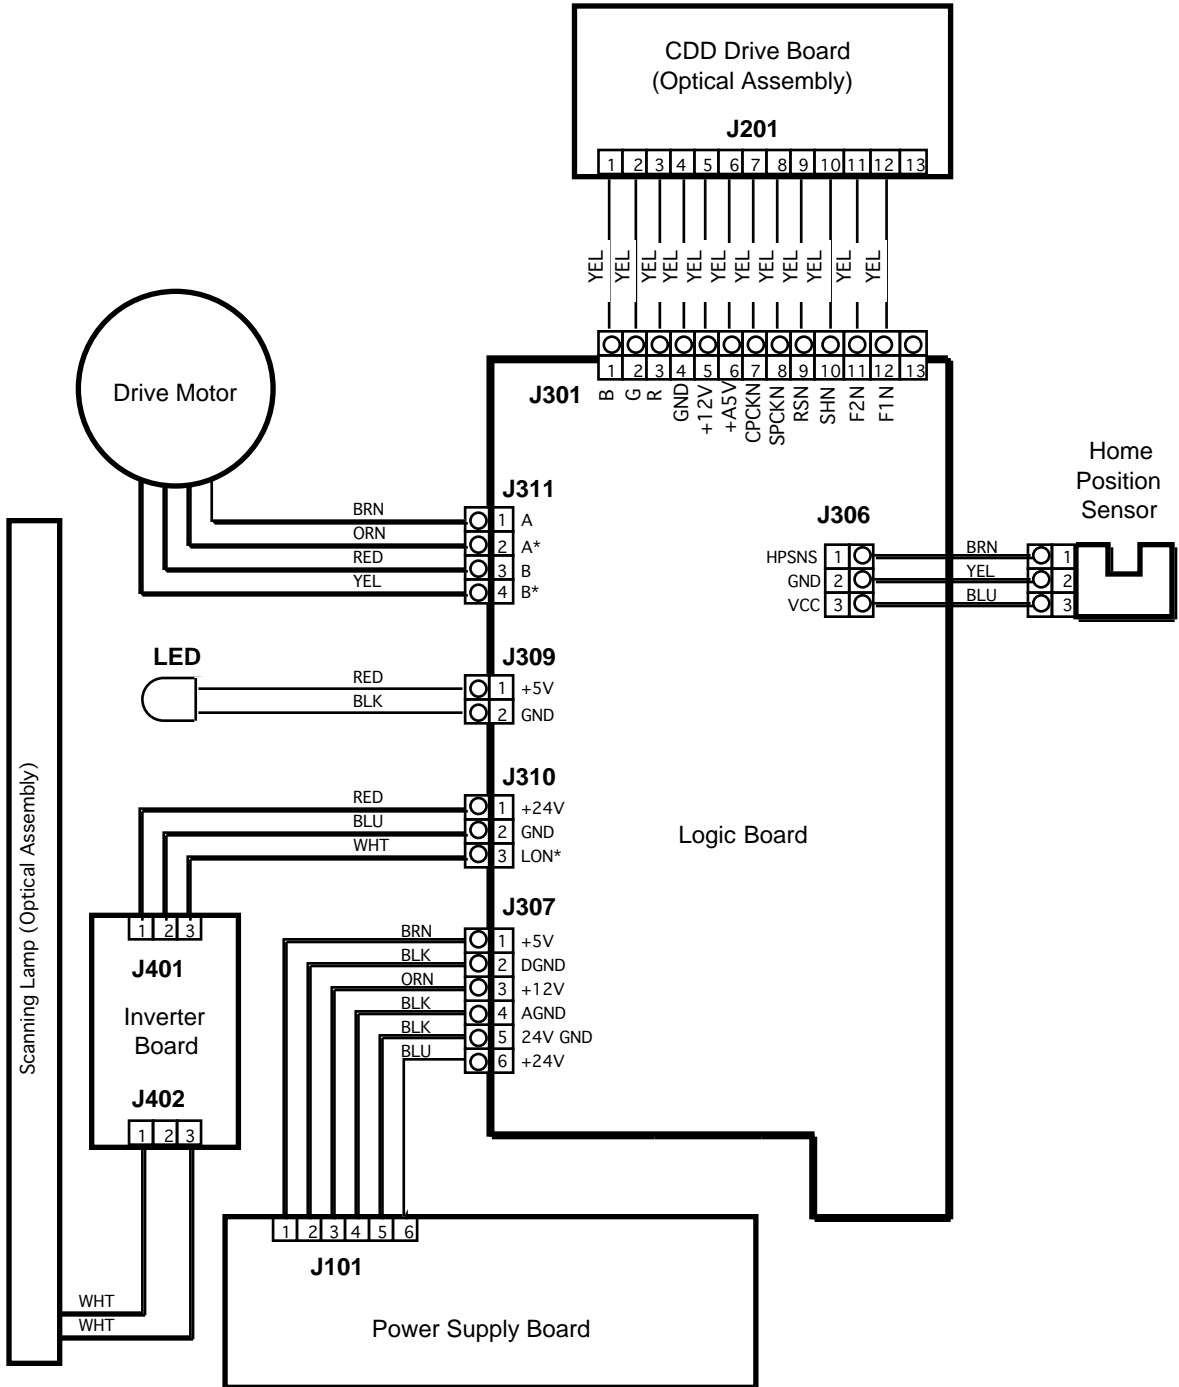 CDD Drive Board
(Optical Assembly)
J201
1 2 3 4 5 6 7 8 9 10 11 12 13
YEL YEL YEL YEL YEL YEL YEL YEL YEL YEL YEL YEL
J301
1 2 3 4 5 6 7 8 9 10 11 12 13
B G R GND +12V +A5V CPCKN SPCKN RSN SHN F2N F1N
Drive Motor
J311
BRN 1 A
ORN 2 A*
RED 3 B
YEL 4 B*
Home
Position
Sensor
J306
HPSNS 1 BRN 1
GND 2 YEL 2
VCC 3 BLU 3
LED
J309
RED 1 +5V
BLK 2 GND
J310
RED 1 +24V
BLU 2 GND
WHT 3 LON*
Logic Board
Scanning Lamp (Optical Assembly)
J307
BRN 1 +5V
BLK 2 DGND
ORN 3 +12V
BLK 4 AGND
BLK 5 24V GND
BLU 6 +24V
1 2 3
J401
Inverter
Board
J402
1 2 3
WHT
WHT
1 2 3 4 5 6
J101
Power Supply Board